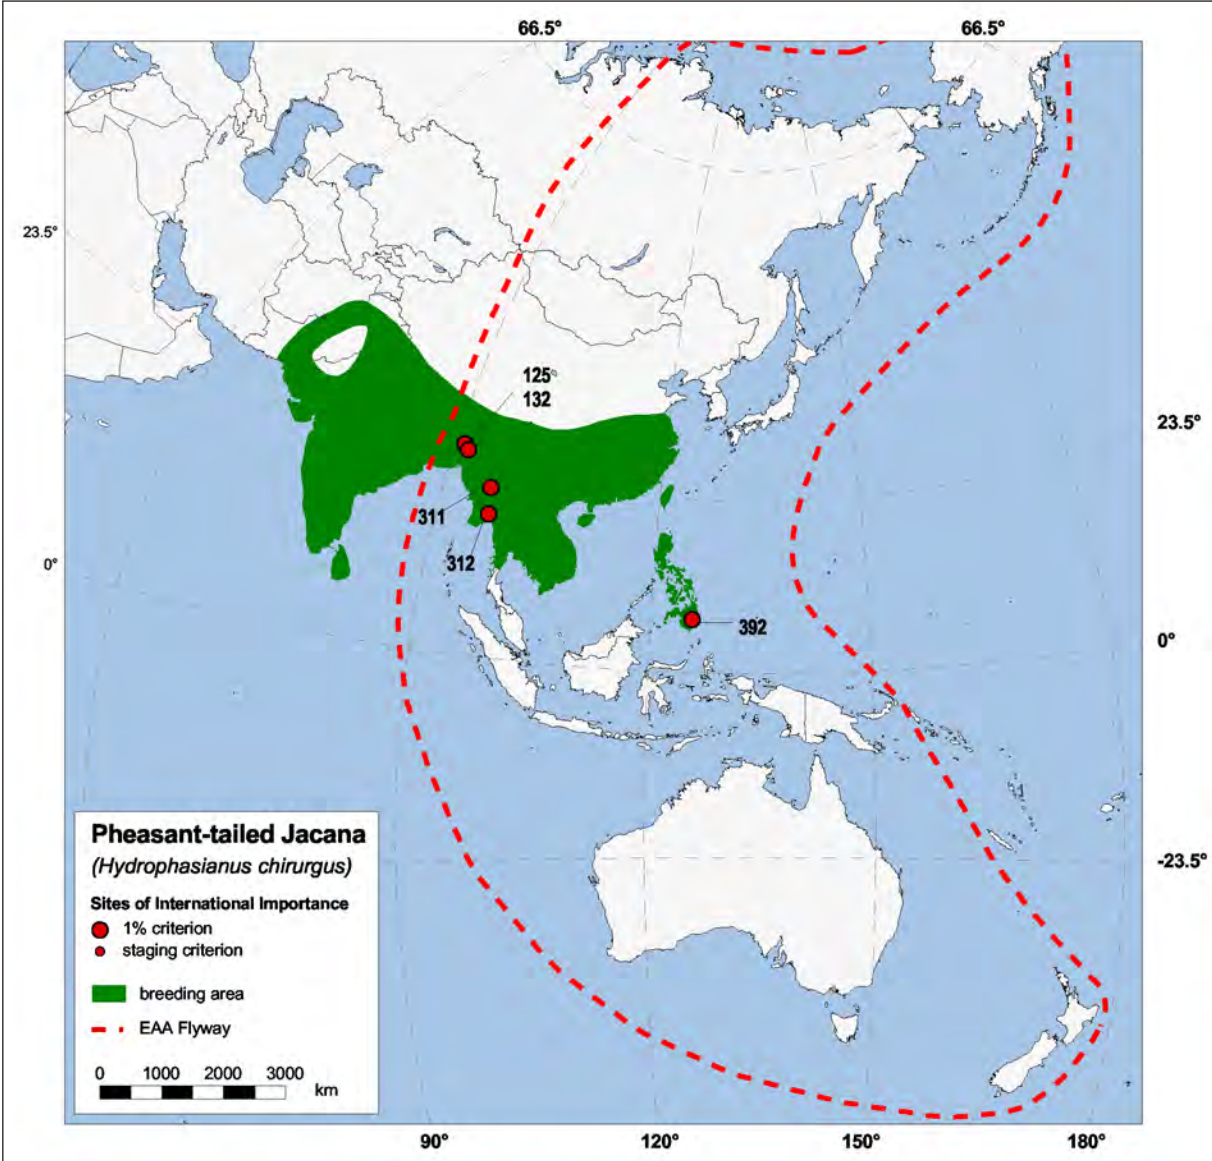 66.5°
66.5°
23.5°
125
132
23.5°
311
312
0°
392
0°
Pheasant-tailed Jacana
(Hydrophasianus chirurgus)
Sites of International Importance
1% criterion
staging criterion
breeding area
EAA Flyway
0 1000 2000 3000
km
-23.5°
90°
120°
150°
180°